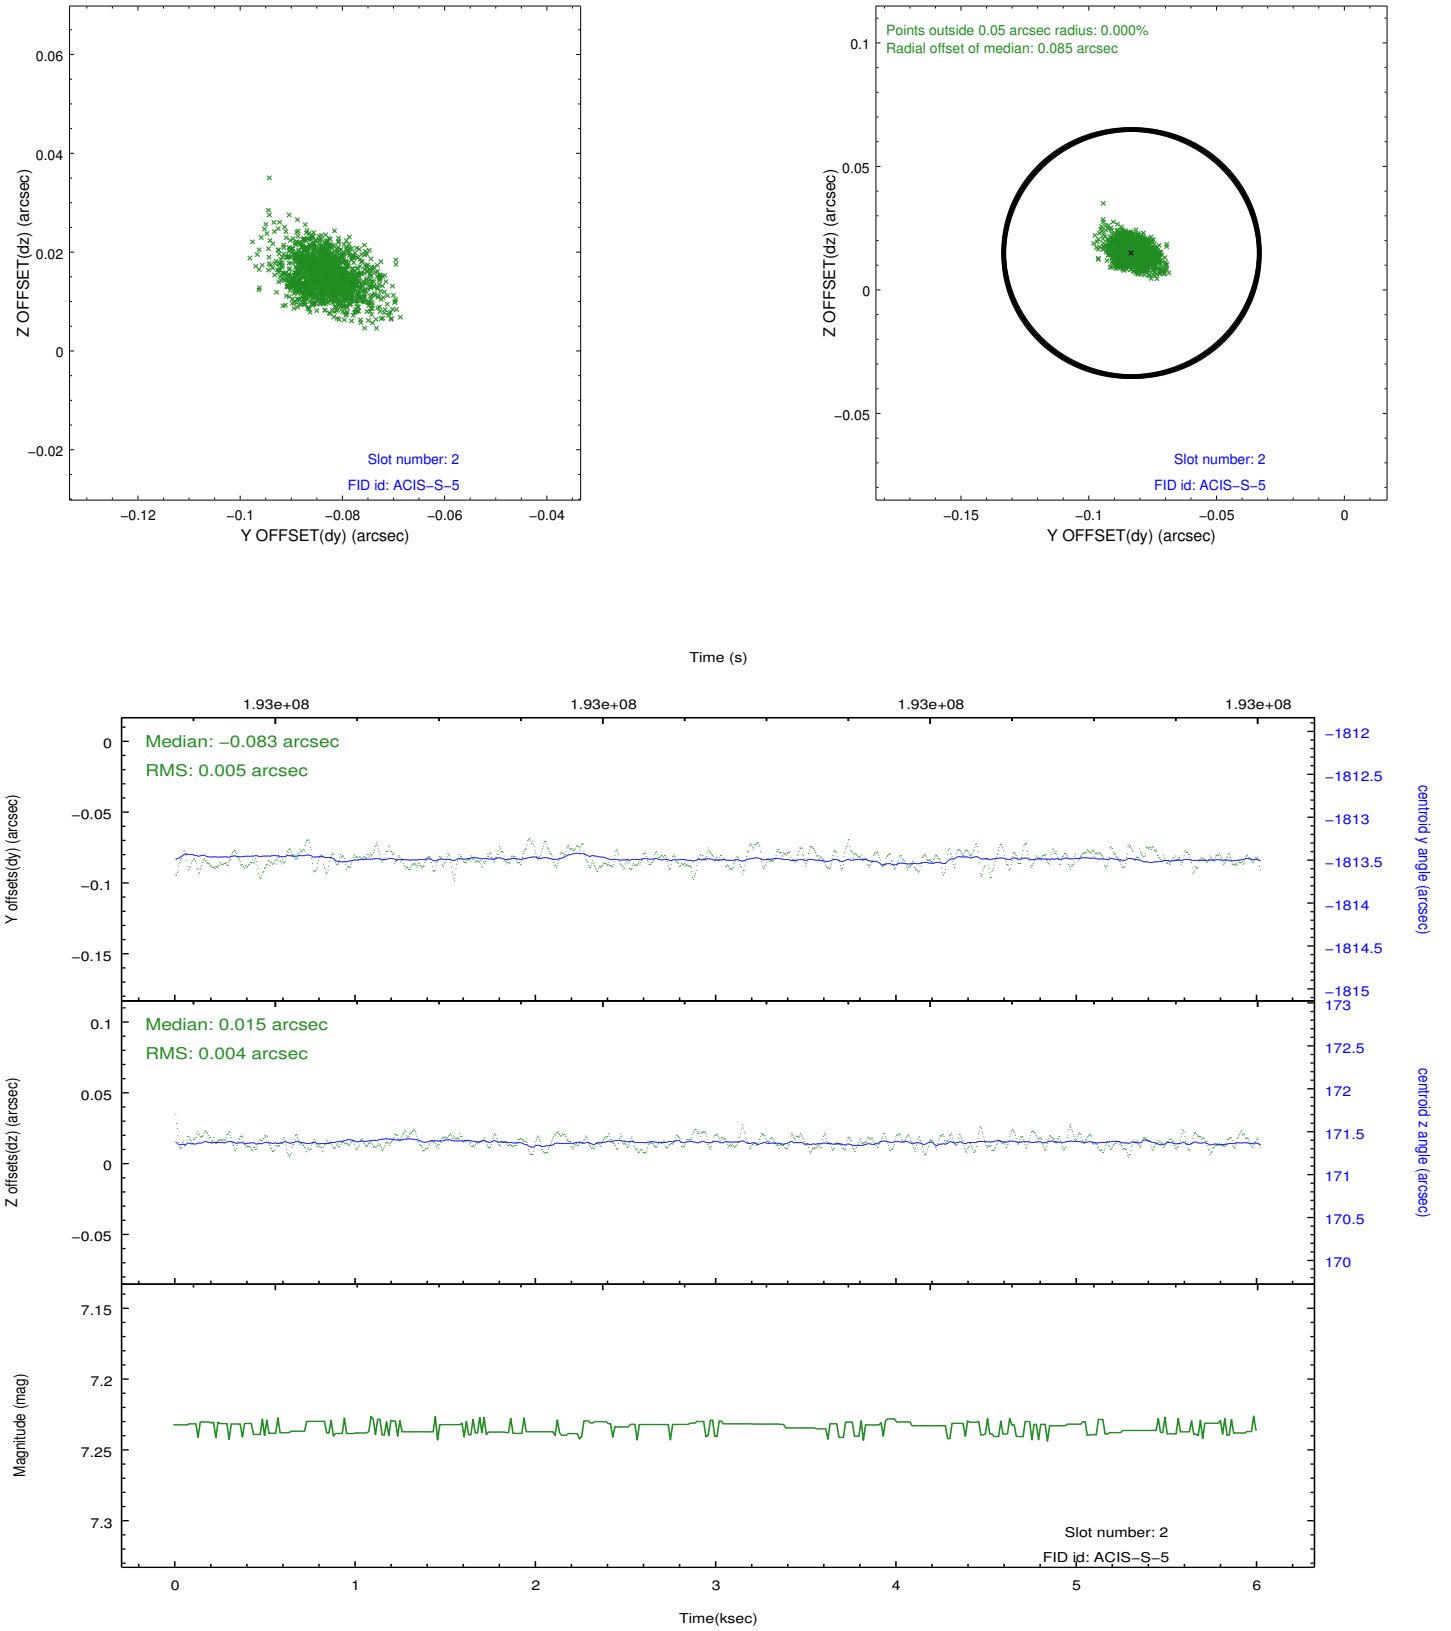 0.06
0.04
0.02
0
−0.02
Z OFFSET(dz) (arcsec)
Slot number: 2
FID id: ACIS−S−5
−0.12
−0.1
−0.08
−0.06
−0.04
Y OFFSET(dy) (arcsec)
Points outside 0.05 arcsec radius: 0.000%
Radial offset of median: 0.085 arcsec
0.1
0.05
0
−0.05
Z OFFSET(dz) (arcsec)
Slot number: 2
FID id: ACIS−S−5
−0.15
−0.1
−0.05
0
Y OFFSET(dy) (arcsec)
Time (s)
1.93e+08
1.93e+08
1.93e+08
1.93e+08
Median: −0.083 arcsec
RMS: 0.005 arcsec
0
−0.05
−0.1
−0.15
Y offsets(dy) (arcsec)
−1812
−1812.5
−1813
−1813.5
−1814
−1814.5
−1815
centroid y angle (arcsec)
Median: 0.015 arcsec
RMS: 0.004 arcsec
0.1
0.05
0
−0.05
Z offsets(dz) (arcsec)
173
172.5
172
171.5
171
170.5
170
centroid z angle (arcsec)
7.15
7.2
7.25
7.3
Magnitude (mag)
Slot number: 2
FID id: ACIS−S−5
0
1
2
3
4
5
6
Time(ksec)